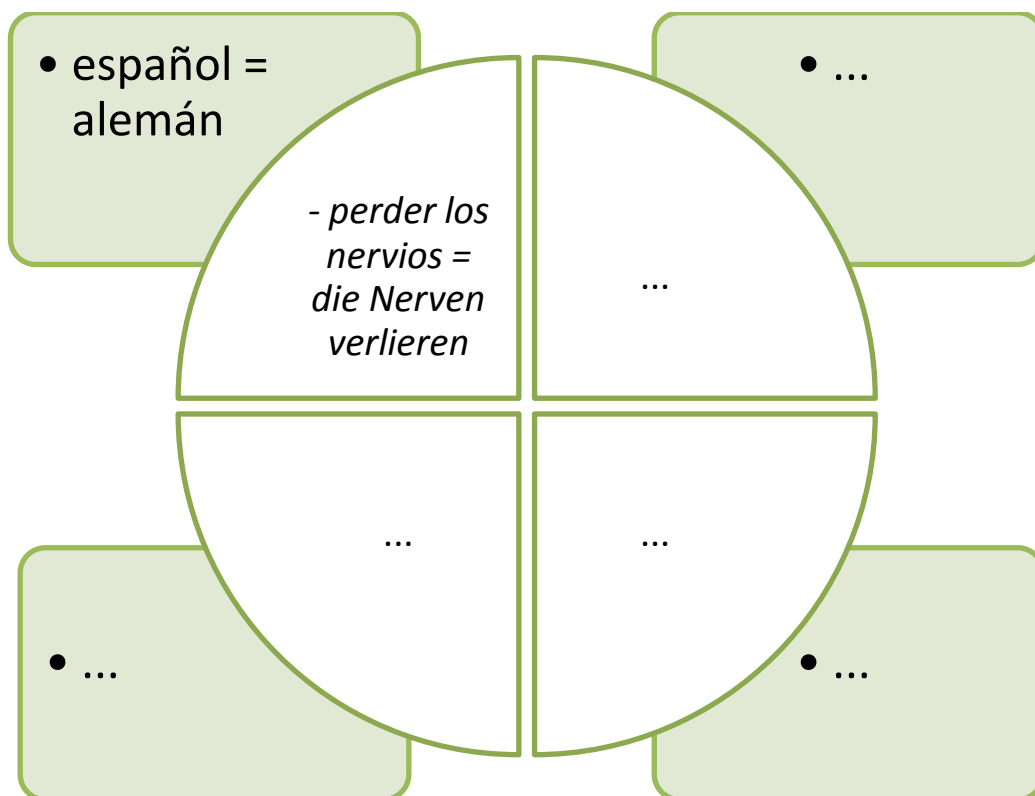 • español =
alemán
• ...
- perder los
nervios =
die Nerven
verlieren
...
...
...
• ...
• ...